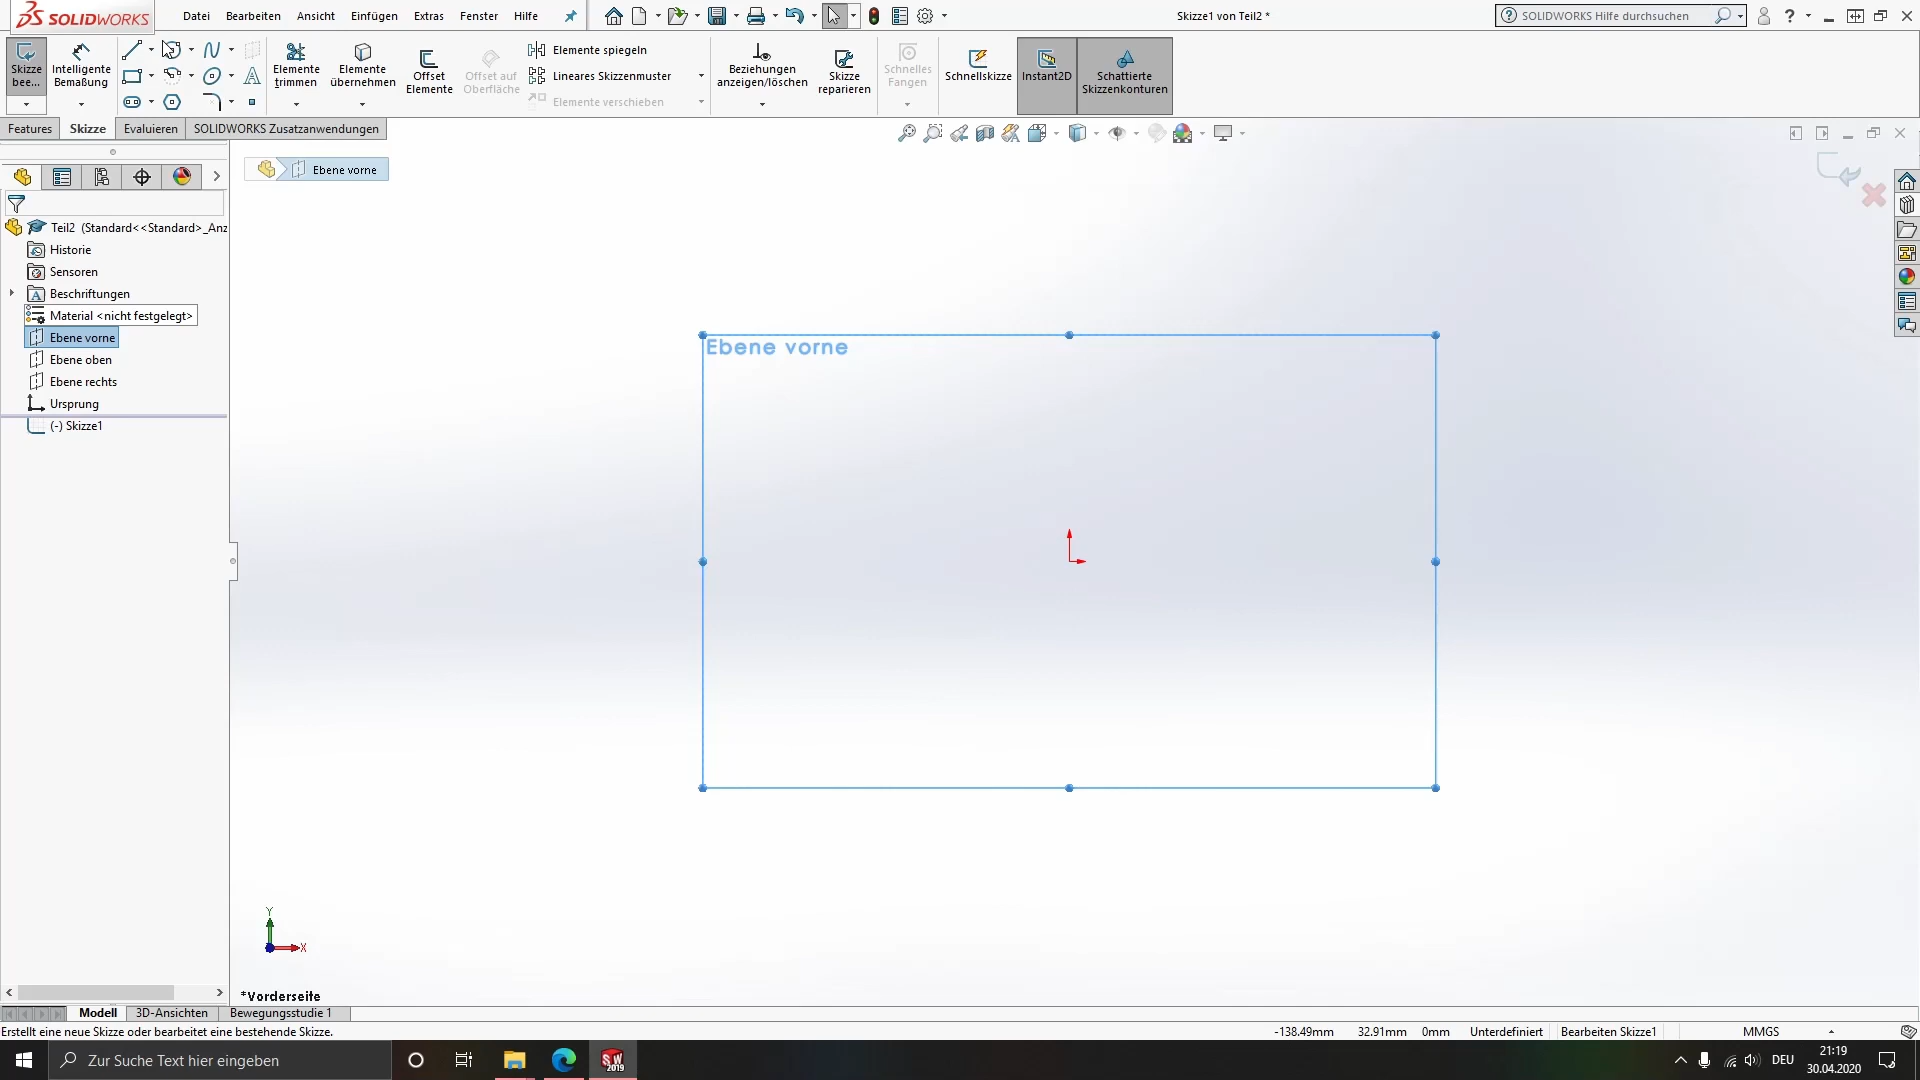 SOLIDWORKS
Datei Bearbeiten Ansicht Einfügen Extras Fenster Hilfe
Skizze1 von Teil2 *
SOLIDWORKS Hilfe durchsuchen
Skizze bee...
Intelligente Bemaßung
Elemente trimmen
Elemente übernehmen
Offset Elemente
Offset auf Oberfläche
Elemente spiegeln
Lineares Skizzenmuster
Elemente verschieben
Beziehungen anzeigen/löschen
Skizze reparieren
Schnelles Fangen
Schnellskizze
Instant2D
Schattierte Skizzenkonturen
Features Skizze Evaluieren SOLIDWORKS Zusatzanwendungen
Ebene vorne
Teil2 (Standard<<Standard>_Anz
Historie
Sensoren
Beschriftungen
Material <nicht festgelegt>
Ebene vorne
Ebene oben
Ebene rechts
Ursprung
(-) Skizze1
Ebene vorne
Y
X
*Vorderseite
Modell 3D-Ansichten Bewegungsstudie 1
Erstellt eine neue Skizze oder bearbeitet eine bestehende Skizze.
-138.49mm 32.91mm 0mm Unterdefiniert Bearbeiten Skizze1 MMGS
Zur Suche Text hier eingeben
SW
2019
DEU
21:19
30.04.2020